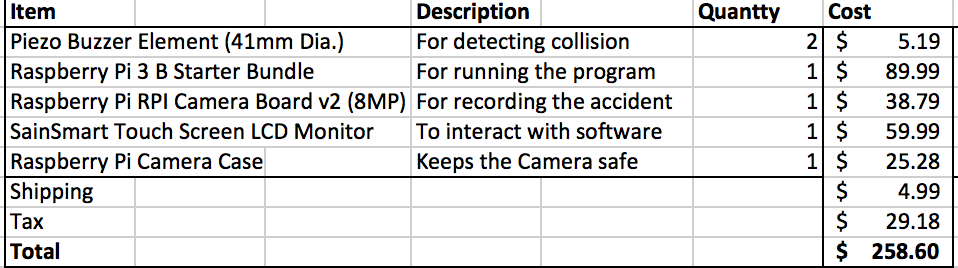 Item Description Quantty Cost
Piezo Buzzer Element (41mm Dia.) For detecting collision 2 $ 5.19
Raspberry Pi 3 B Starter Bundle For running the program 1 $ 89.99
Raspberry Pi RPI Camera Board v2 (8MP) For recording the accident 1 $ 38.79
SainSmart Touch Screen LCD Monitor To interact with software 1 $ 59.99
Raspberry Pi Camera Case Keeps the Camera safe 1 $ 25.28
Shipping $ 4.99
Tax $ 29.18
Total $ 258.60